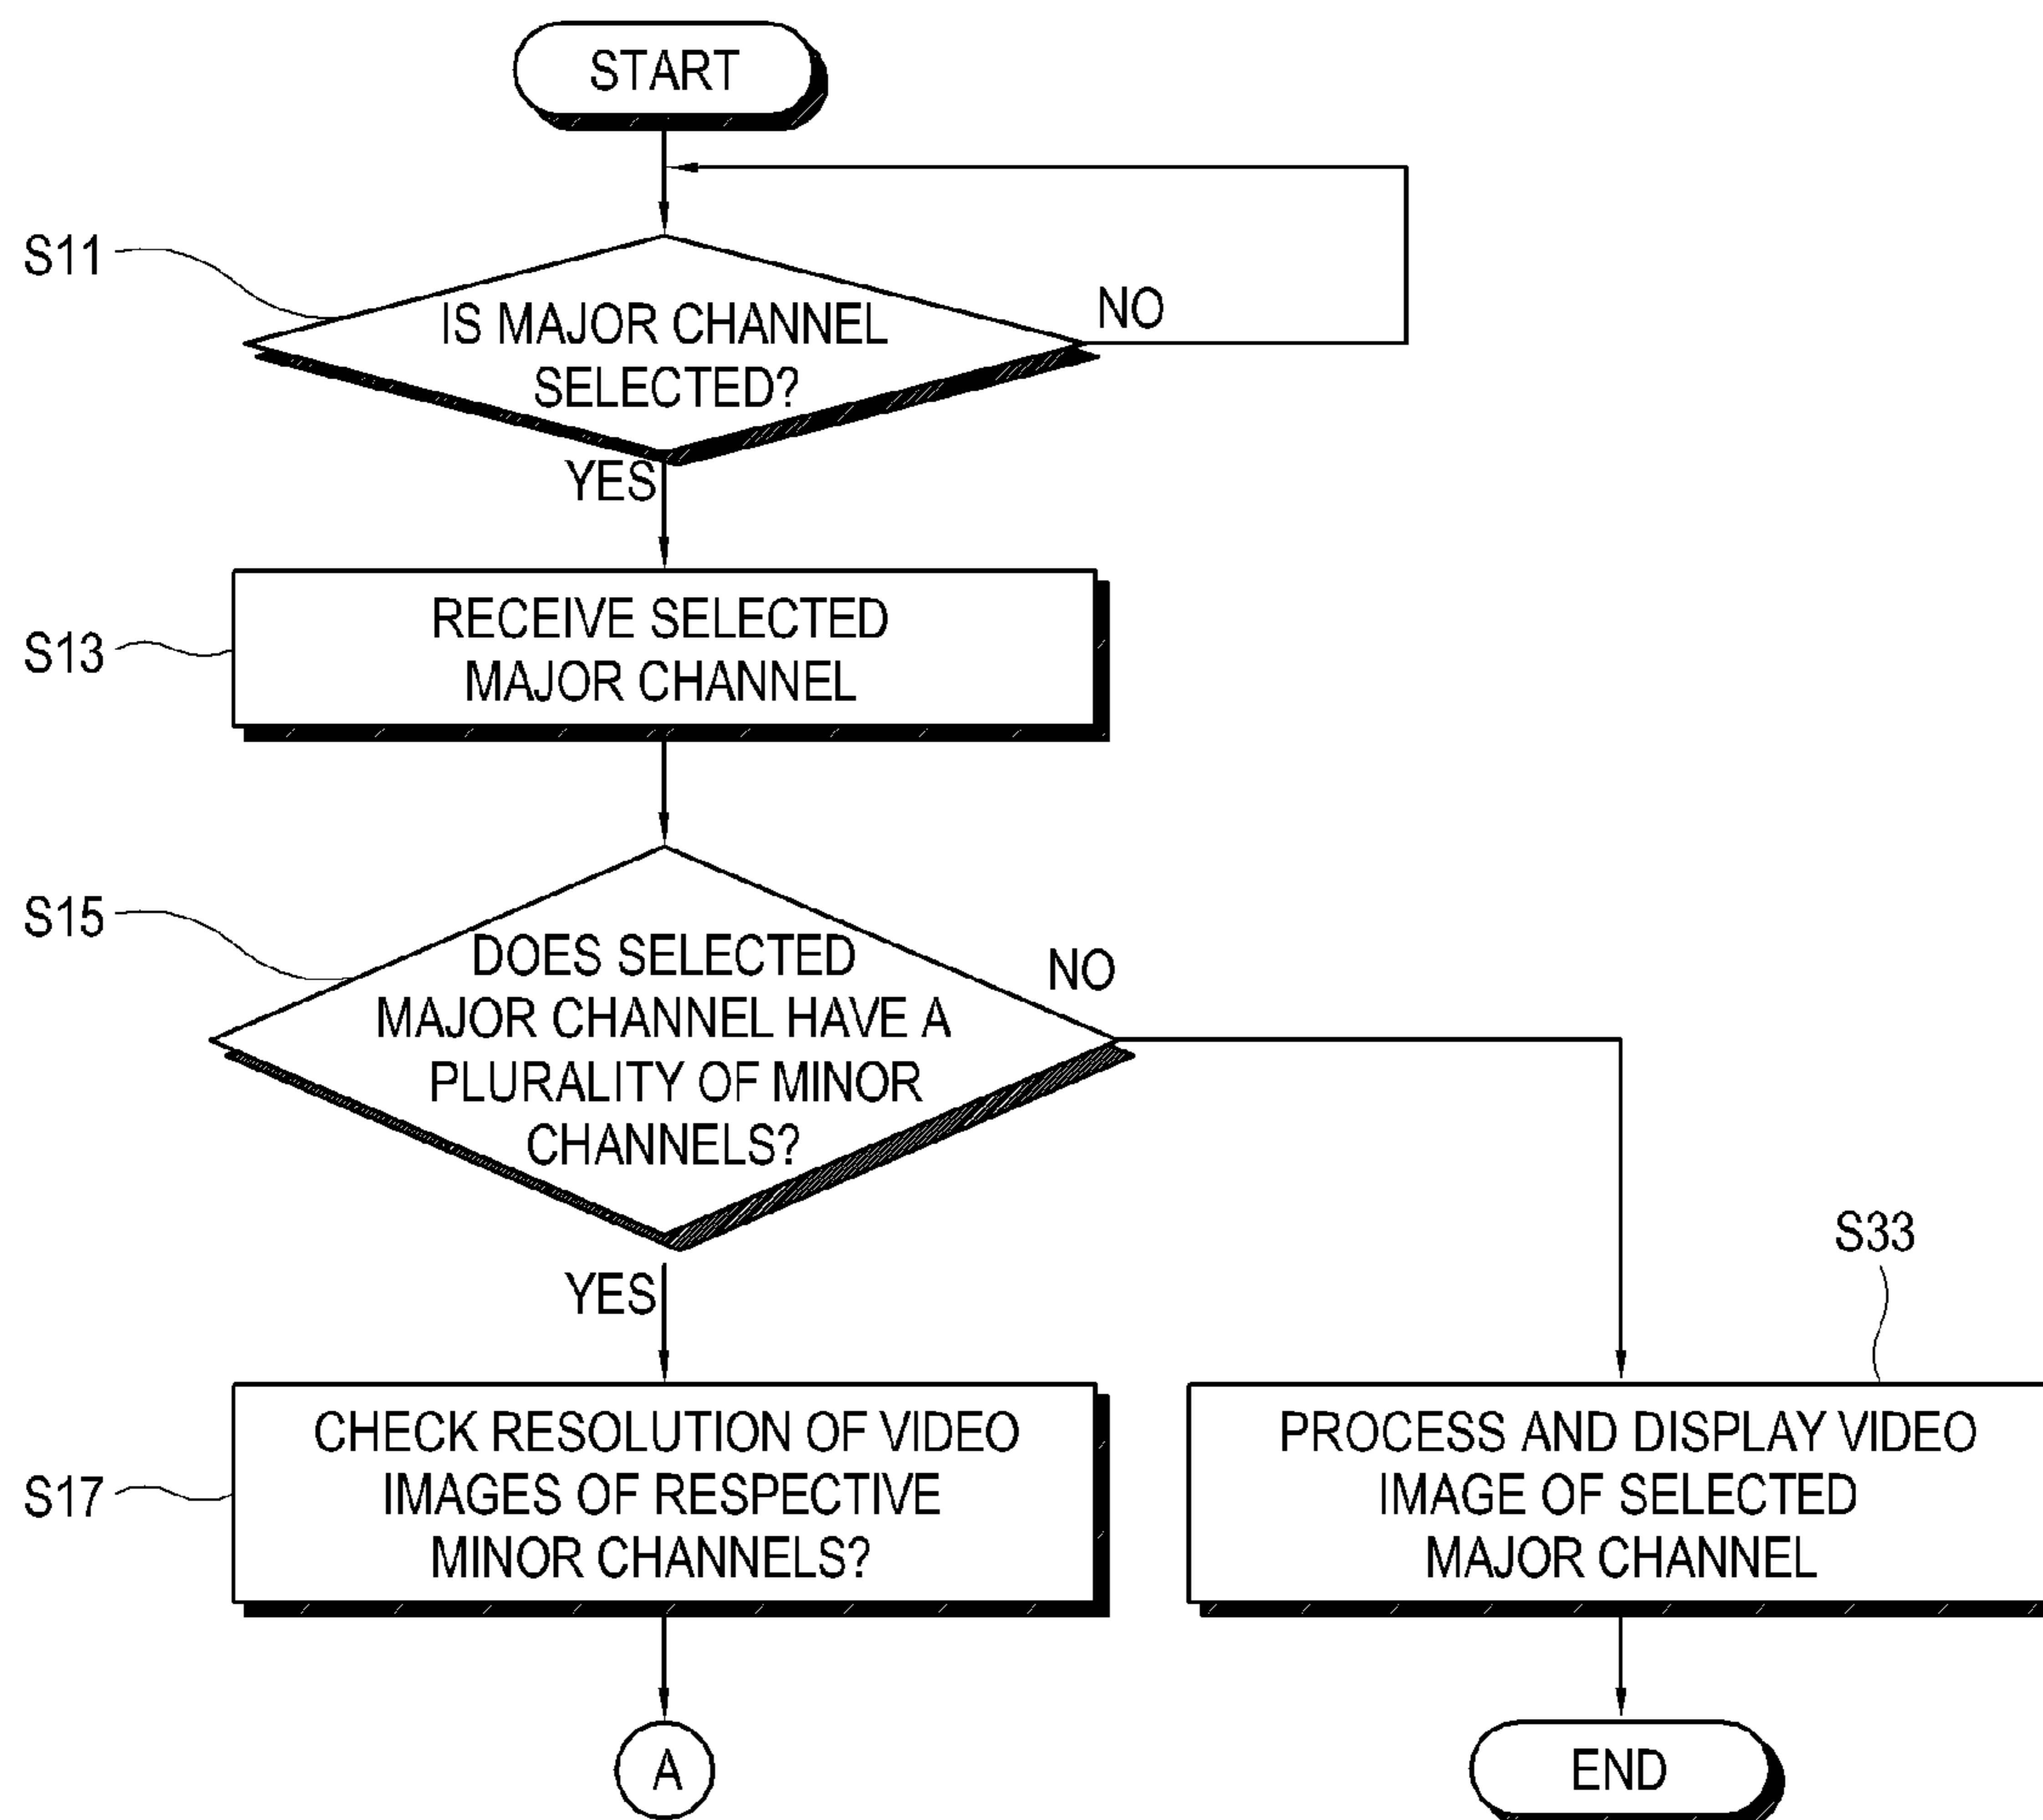 START
S11
IS MAJOR CHANNEL
SELECTED?
NO
YES
S13
RECEIVE SELECTED
MAJOR CHANNEL
S15
DOES SELECTED
MAJOR CHANNEL HAVE A
PLURALITY OF MINOR
CHANNELS?
NO
YES
S33
S17
CHECK RESOLUTION OF VIDEO
IMAGES OF RESPECTIVE
MINOR CHANNELS?
PROCESS AND DISPLAY VIDEO
IMAGE OF SELECTED
MAJOR CHANNEL
A
END